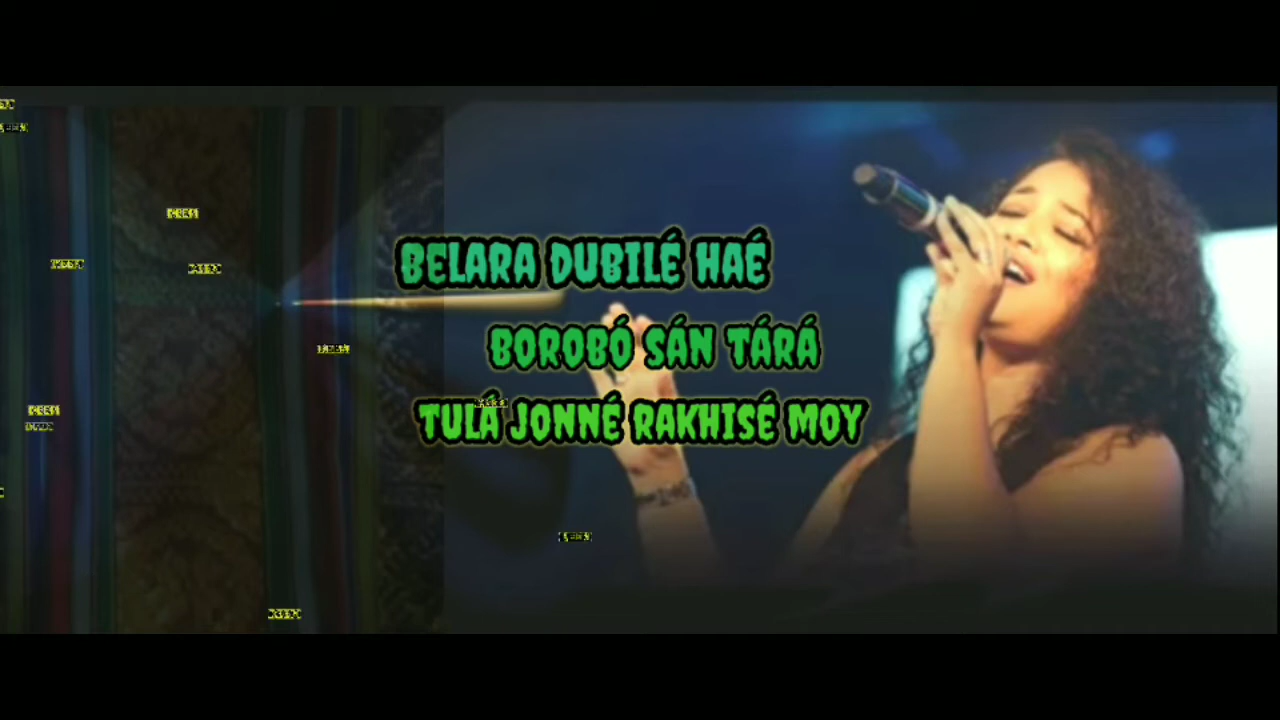 BELARA DUBILÉ HAÉ
BOROBÓ SÁN TÁRÁ
TULÁ JONNÉ RAKHISÉ MOY